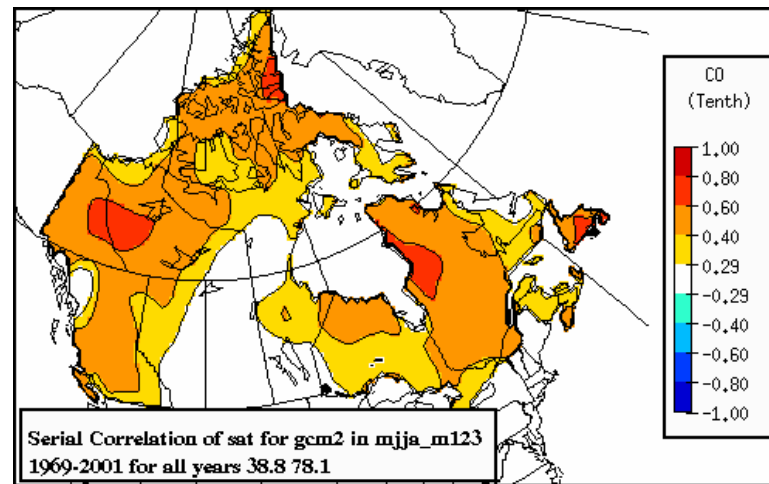 CO
(Tenth)
1.00
0.80
0.60
0.40
0.29
-0.29
-0.40
-0.60
-0.80
-1.00
Serial Correlation of sat for gcm2 in mjja_m123
1969-2001 for all years 38.8 78.1